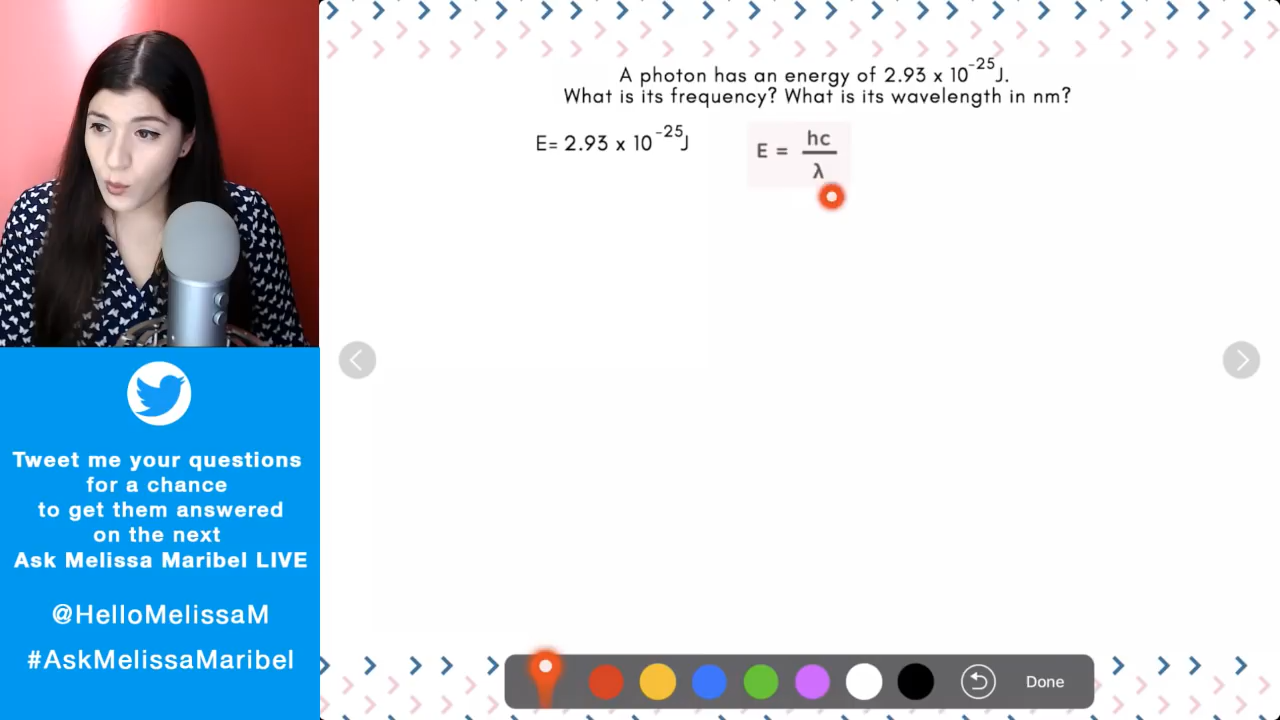 A photon has an energy of 2.93 x 10⁻²⁵J.
What is its frequency? What is its wavelength in nm?
E= 2.93 x 10⁻²⁵J
E = hc/λ
Tweet me your questions
for a chance
to get them answered
on the next
Ask Melissa Maribel LIVE
@HelloMelissaM
#AskMelissaMaribel
Done